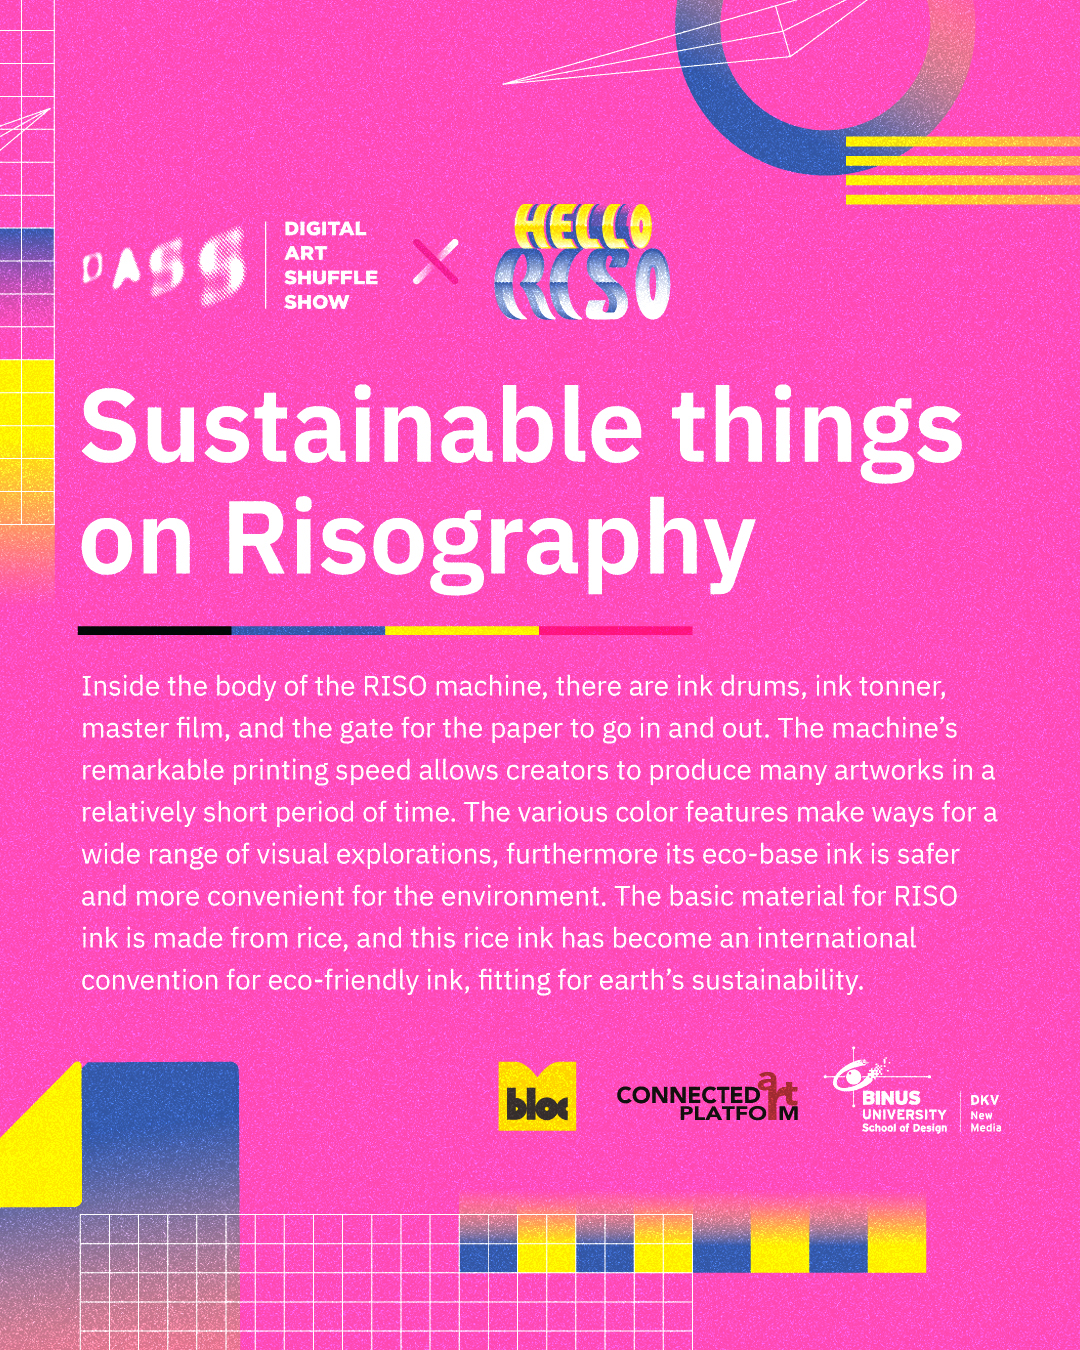 DASS
DIGITAL
ART
SHUFFLE
SHOW
HELLO
RISO
Sustainable things
on Risography
Inside the body of the RISO machine, there are ink drums, ink tonner,
master film, and the gate for the paper to go in and out. The machine’s
remarkable printing speed allows creators to produce many artworks in a
relatively short period of time. The various color features make ways for a
wide range of visual explorations, furthermore its eco-base ink is safer
and more convenient for the environment. The basic material for RISO
ink is made from rice, and this rice ink has become an international
convention for eco-friendly ink, fitting for earth’s sustainability.
bloc
CONNECTED art
PLATFORM
BINUS
UNIVERSITY
School of Design
DKV
New
Media